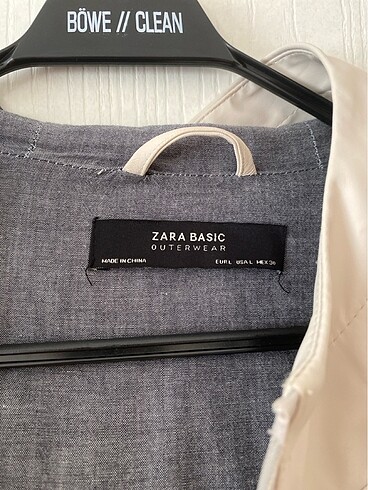 BÖWE // CLEAN
ZARA BASIC
OUTERWEAR
MADE IN CHINA
EUR L USA L MEX 30